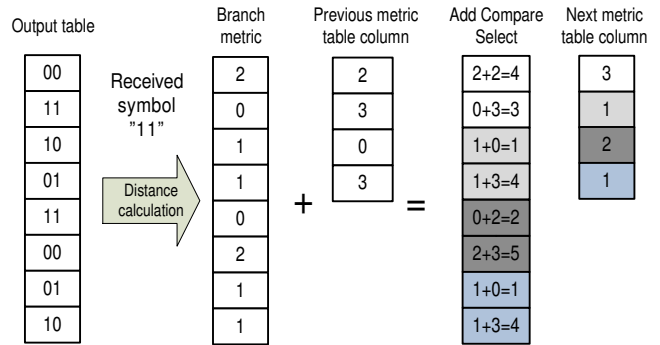 Output table
00
11
10
01
11
00
01
10
Received
symbol
"11"
Distance
calculation
Branch
metric
2
0
1
1
0
2
1
1
+
Previous metric
table column
2
3
0
3
=
Add Compare
Select
2+2=4
0+3=3
1+0=1
1+3=4
0+2=2
2+3=5
1+0=1
1+3=4
Next metric
table column
3
1
2
1